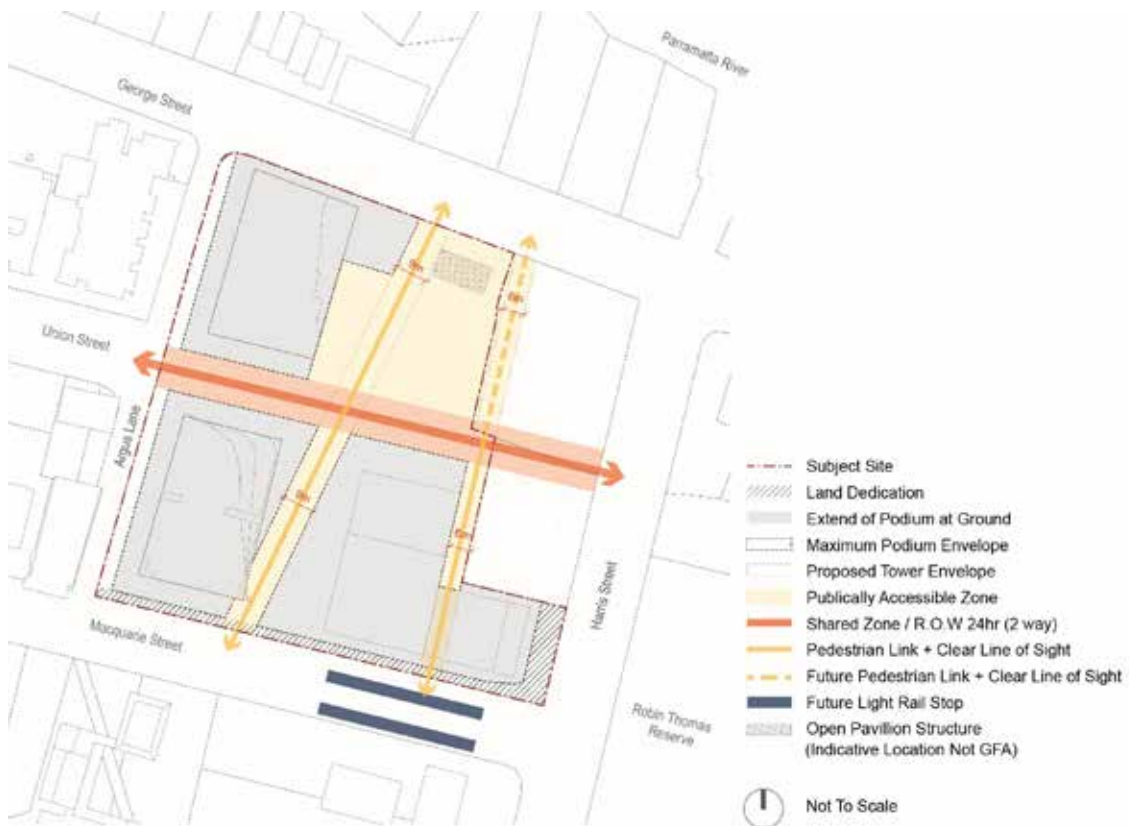 Parramatta River
George Street
Union Street
Argus Lane
Macquarie Street
Harris Street
Robin Thomas
Reserve
Subject Site
Land Dedication
Extend of Podium at Ground
Maximum Podium Envelope
Proposed Tower Envelope
Publically Accessible Zone
Shared Zone / R.O.W 24hr (2 way)
Pedestrian Link + Clear Line of Sight
Future Pedestrian Link + Clear Line of Sight
Future Light Rail Stop
Open Pavillion Structure
(Indicative Location Not GFA)
Not To Scale